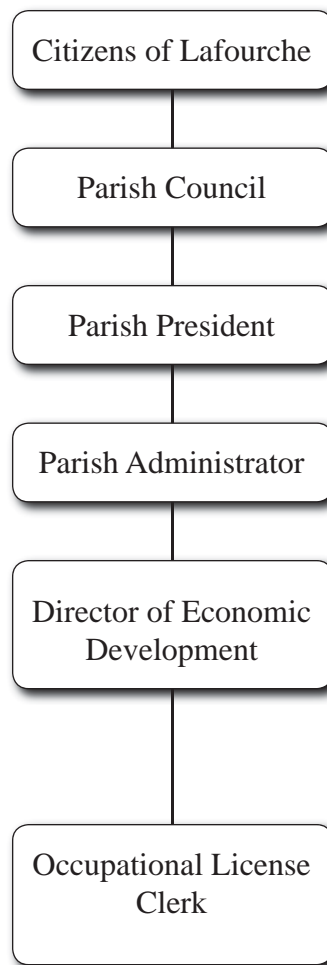 Citizens of Lafourche
Parish Council
Parish President
Parish Administrator
Director of Economic
Development
Occupational License
Clerk